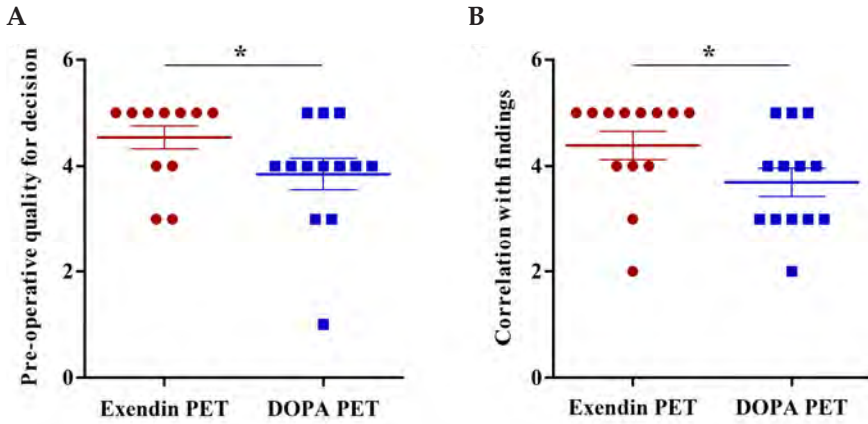 A
Pre-operative quality for decision
6
4
2
0
*
Exendin PET
DOPA PET
B
Correlation with findings
6
4
2
0
*
Exendin PET
DOPA PET